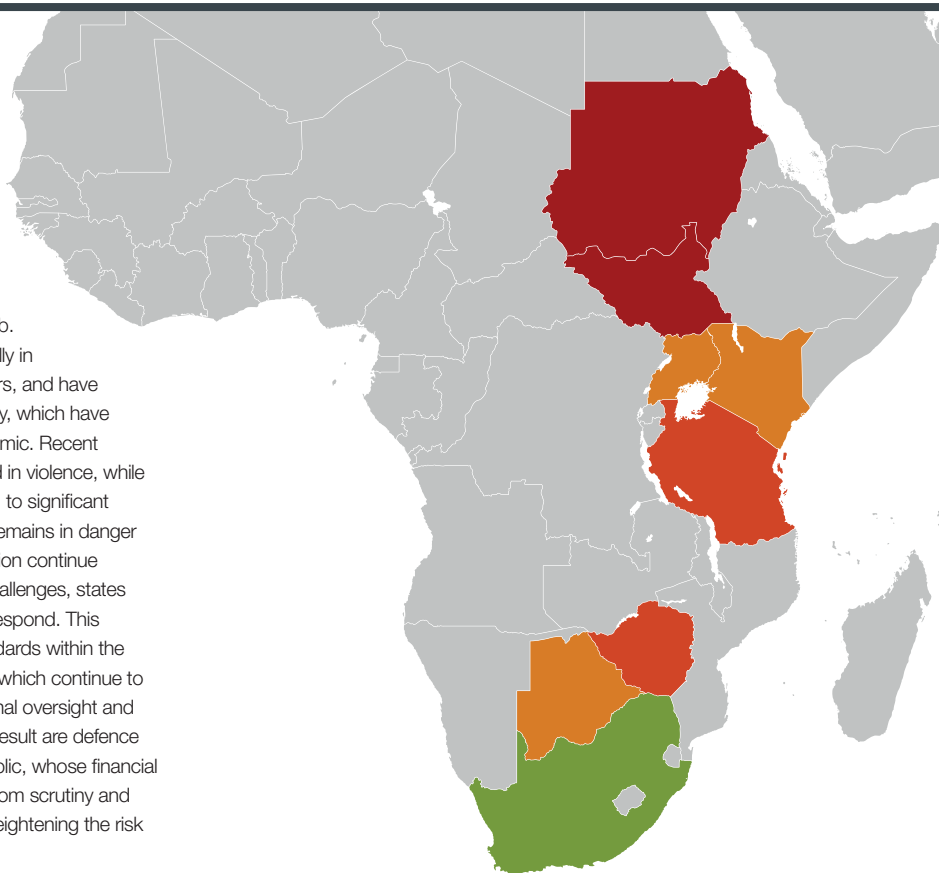 b.
lly in
rs, and have
y, which have
mic. Recent
d in violence, while
to significant
emains in danger
ion continue
allenges, states
espond. This
dards within the
which continue to
nal oversight and
esult are defence
blic, whose financial
om scrutiny and
eightening the risk